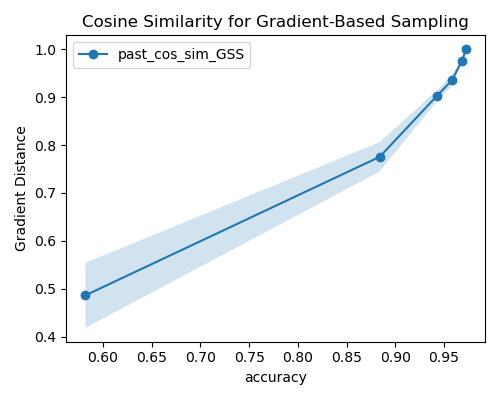 Cosine Similarity for Gradient-Based Sampling
past_cos_sim_GSS
Gradient Distance
1.0
0.9
0.8
0.7
0.6
0.5
0.4
0.60 0.65 0.70 0.75 0.80 0.85 0.90 0.95
accuracy